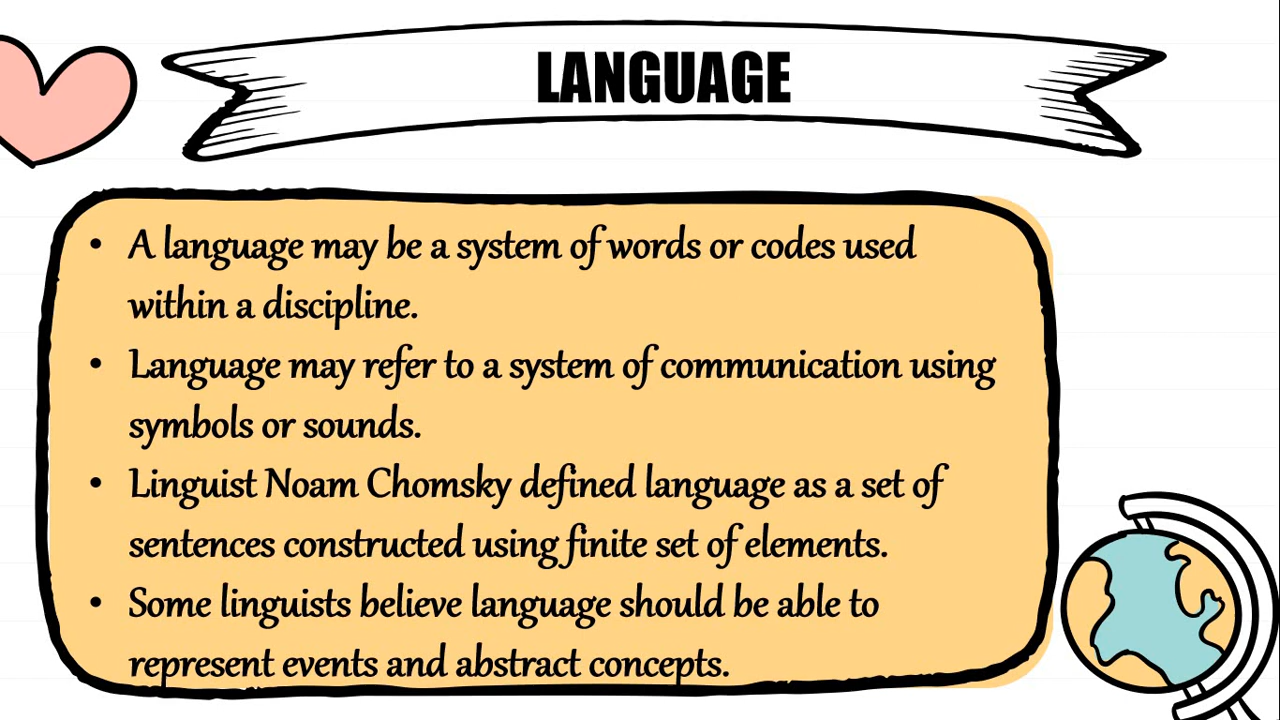 LANGUAGE
• A language may be a system of words or codes used
within a discipline.
• Language may refer to a system of communication using
symbols or sounds.
• Linguist Noam Chomsky defined language as a set of
sentences constructed using finite set of elements.
• Some linguists believe language should be able to
represent events and abstract concepts.